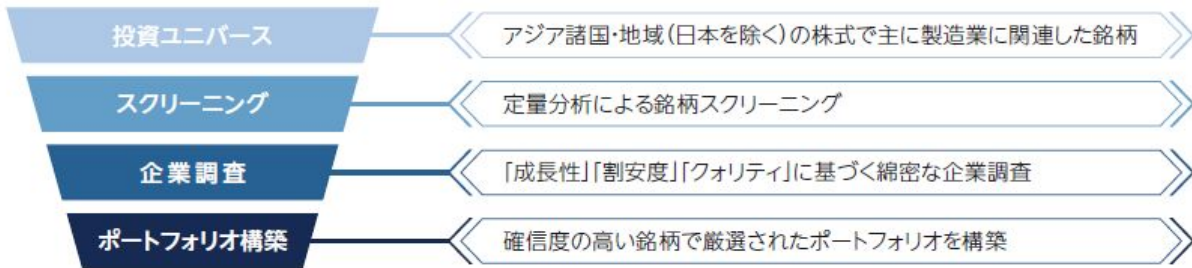 投資ユニバース
アジア諸国・地域(日本を除く)の株式で主に製造業に関連した銘柄
スクリーニング
定量分析による銘柄スクリーニング
企業調査
「成長性」「割安度」「クォリティ」に基づく綿密な企業調査
ポートフォリオ構築
確信度の高い銘柄で厳選されたポートフォリオを構築